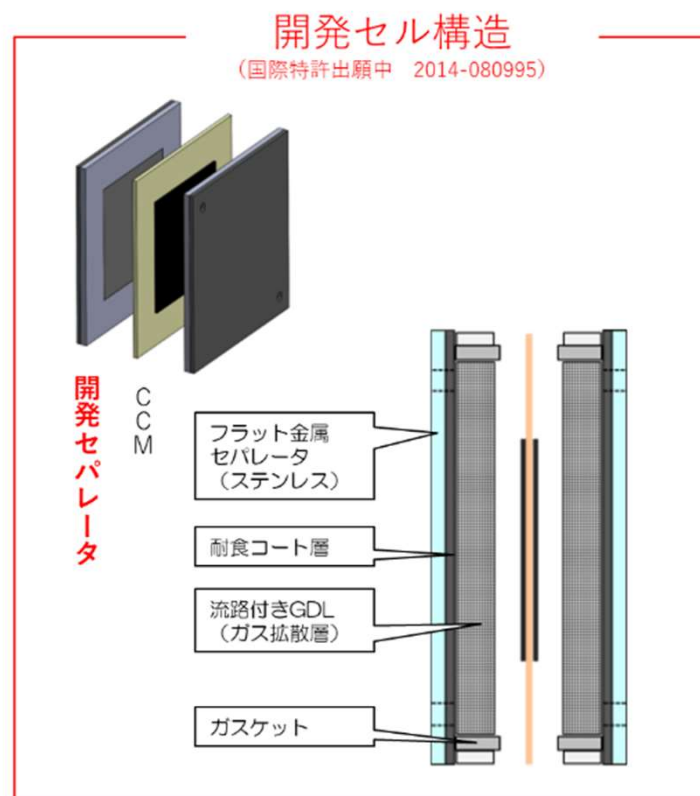 開発セル構造
（国際特許出願中　2014-080995）
開発セパレータ
CCM
フラット金属
セパレータ
（ステンレス）
耐食コート層
流路付きGDL
（ガス拡散層）
ガスケット